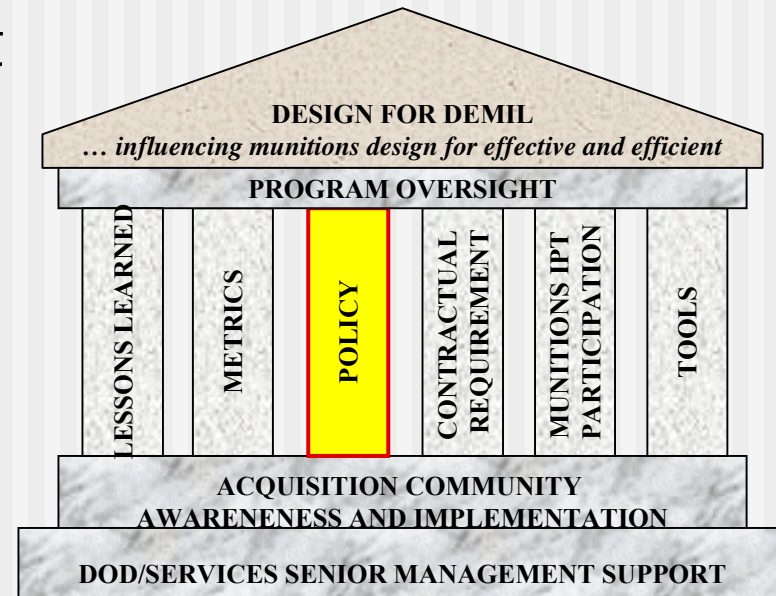 DESIGN FOR DEMIL
… influencing munitions design for effective and efficient
PROGRAM OVERSIGHT
LESSONS LEARNED
METRICS
POLICY
CONTRACTUAL
REQUIREMENT
MUNITIONS IPT
PARTICIPATION
TOOLS
ACQUISITION COMMUNITY
AWARENENESS AND IMPLEMENTATION
DOD/SERVICES SENIOR MANAGEMENT SUPPORT